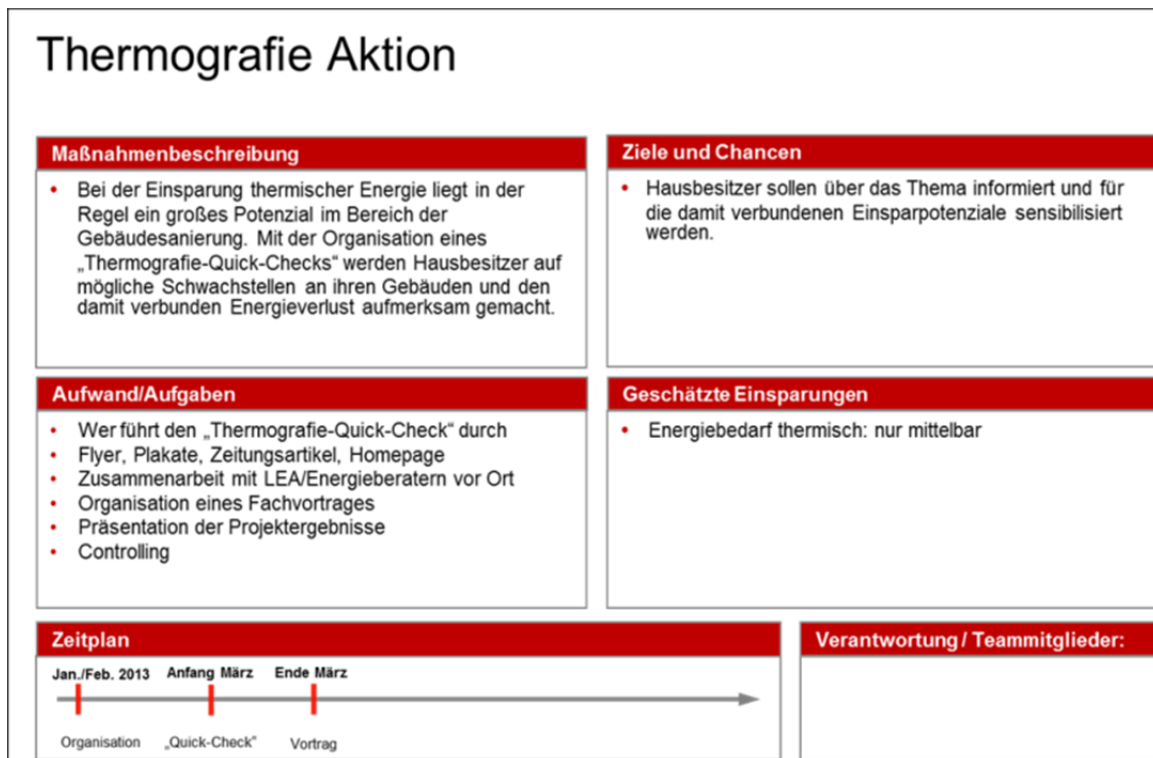 Thermografie Aktion
Maßnahmenbeschreibung
• Bei der Einsparung thermischer Energie liegt in der
Regel ein großes Potenzial im Bereich der
Gebäudesanierung. Mit der Organisation eines
„Thermografie-Quick-Checks“ werden Hausbesitzer auf
mögliche Schwachstellen an ihren Gebäuden und den
damit verbunden Energieverlust aufmerksam gemacht.
Ziele und Chancen
• Hausbesitzer sollen über das Thema informiert und für
die damit verbundenen Einsparpotenziale sensibilisiert
werden.
Aufwand/Aufgaben
• Wer führt den „Thermografie-Quick-Check“ durch
• Flyer, Plakate, Zeitungsartikel, Homepage
• Zusammenarbeit mit LEA/Energieberatern vor Ort
• Organisation eines Fachvortrages
• Präsentation der Projektergebnisse
• Controlling
Geschätzte Einsparungen
• Energiebedarf thermisch: nur mittelbar
Zeitplan
Jan./Feb. 2013 Anfang März Ende März
Organisation „Quick-Check“ Vortrag
Verantwortung / Teammitglieder: